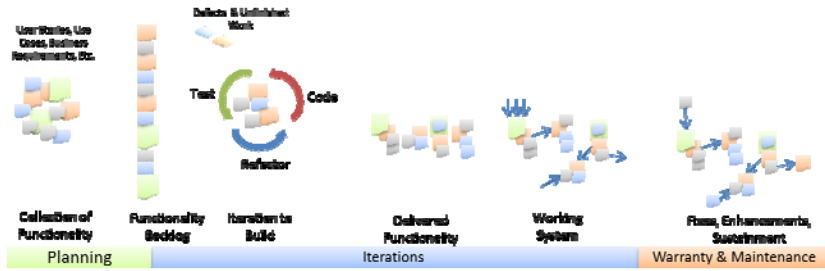 User Stories, Use
Cases, Business
Requirements, Etc.
Defects & Unfinished
Work
Test
Code
Refactor
Collection of
Functionality
Functionality
Backlog
Iteration to
Build
Delivered
Functionality
Working
System
Fixes, Enhancements,
Sustainment
Planning
Iterations
Warranty & Maintenance